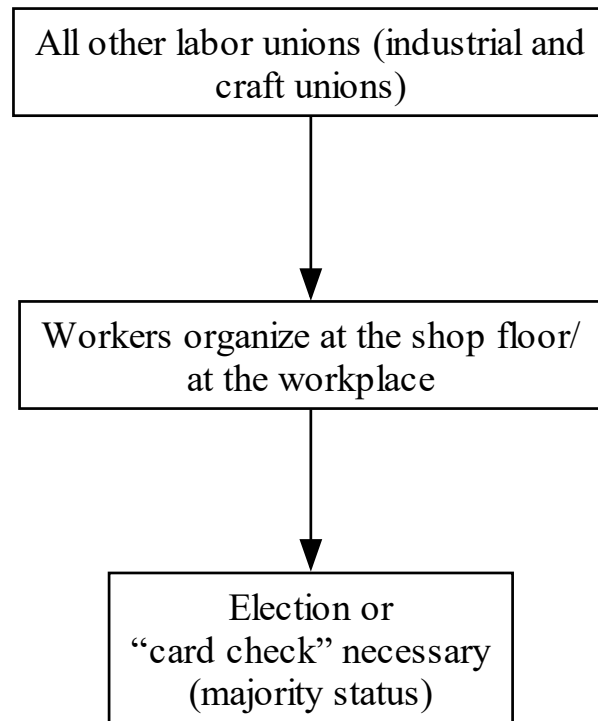 All other labor unions (industrial and
craft unions)
Workers organize at the shop floor/
at the workplace
Election or
“card check” necessary
(majority status)